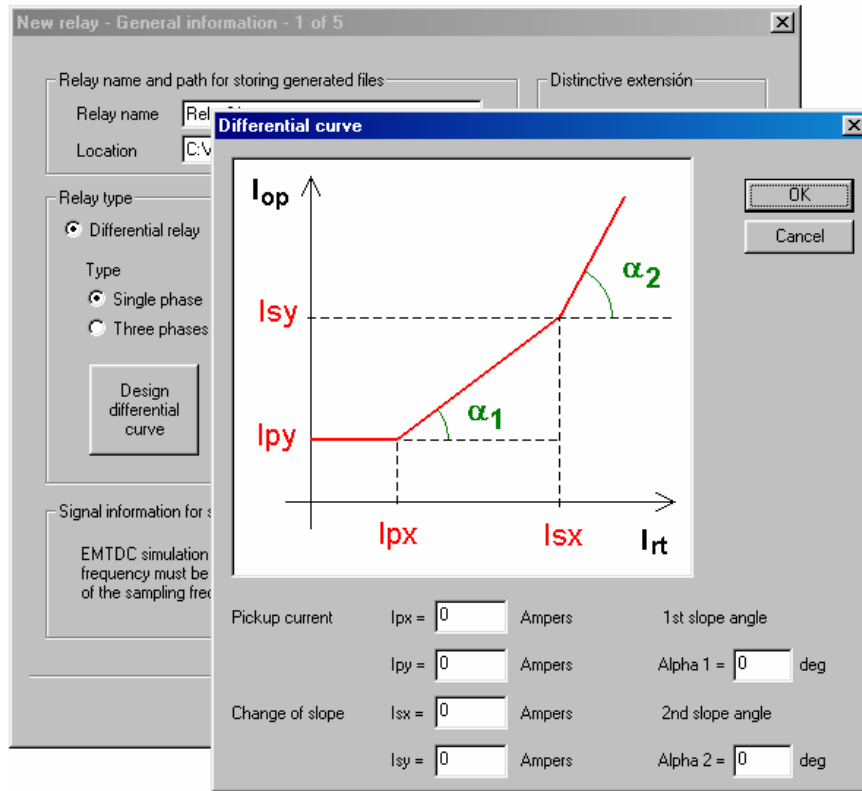 New relay - General information - 1 of 5
Relay name and path for storing generated files
Distinctive extensión
Relay name
Location
C:\
Relay type
Differential relay
Type
Single phase
Three phases
Design
differential
curve
Signal information for
EMTDC simulation
frequency must be
of the sampling
Differential curve
OK
Cancel
Iop
α2
Isy
α1
Ipy
Ipx
Isx
Irt
Pickup current Ipx = 0 Ampers 1st slope angle
Ipy = 0 Ampers Alpha 1 = 0 deg
Change of slope Isx = 0 Ampers 2nd slope angle
Isy = 0 Ampers Alpha 2 = 0 deg